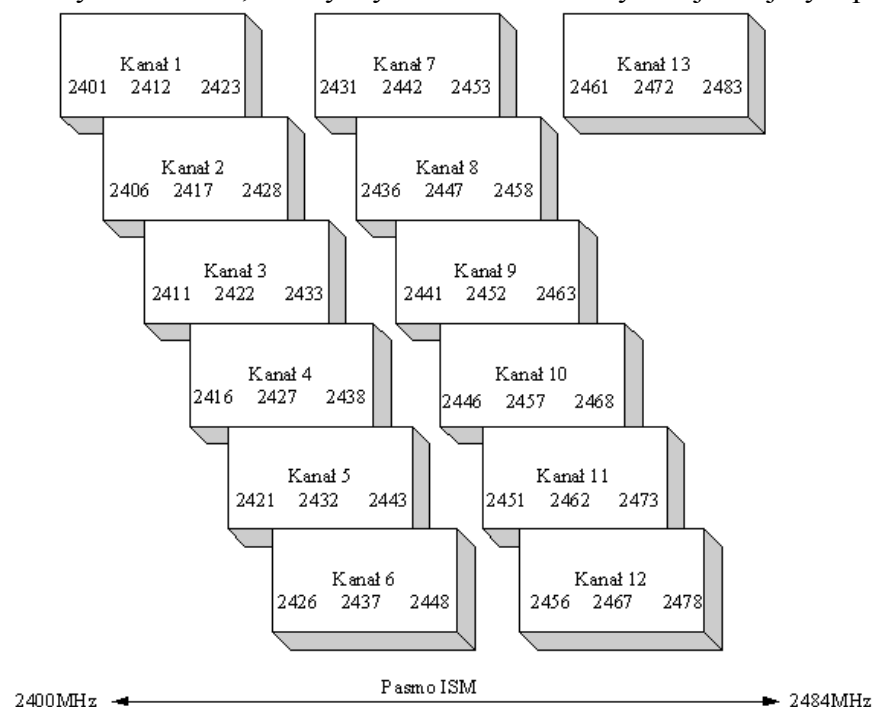 Kanał 1
2401 2412 2423
Kanał 2
2406 2417 2428
Kanał 3
2411 2422 2433
Kanał 4
2416 2427 2438
Kanał 5
2421 2432 2443
Kanał 6
2426 2437 2448
Kanał 7
2431 2442 2453
Kanał 8
2436 2447 2458
Kanał 9
2441 2452 2463
Kanał 10
2446 2457 2468
Kanał 11
2451 2462 2473
Kanał 12
2456 2467 2478
Kanał 13
2461 2472 2483
Pasmo ISM
2400MHz 2484MHz